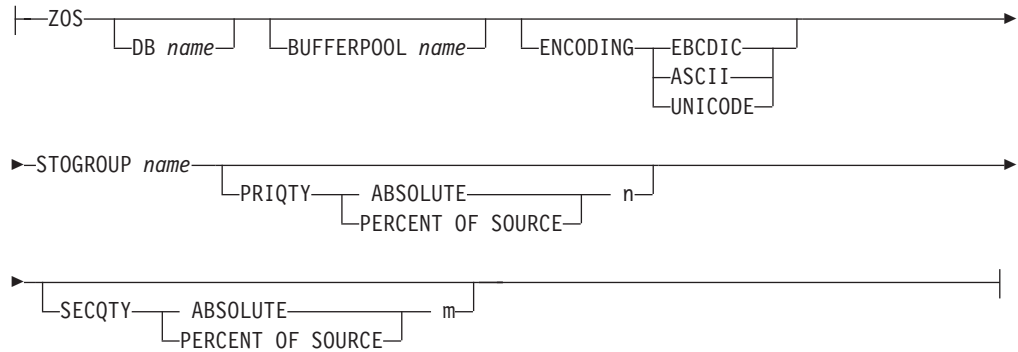 ZOS
DB name
BUFFERPOOL name
ENCODING EBCDIC
ASCII
UNICODE
STOGROUP name
PRIQTY ABSOLUTE n
PERCENT OF SOURCE
SECQTY ABSOLUTE m
PERCENT OF SOURCE